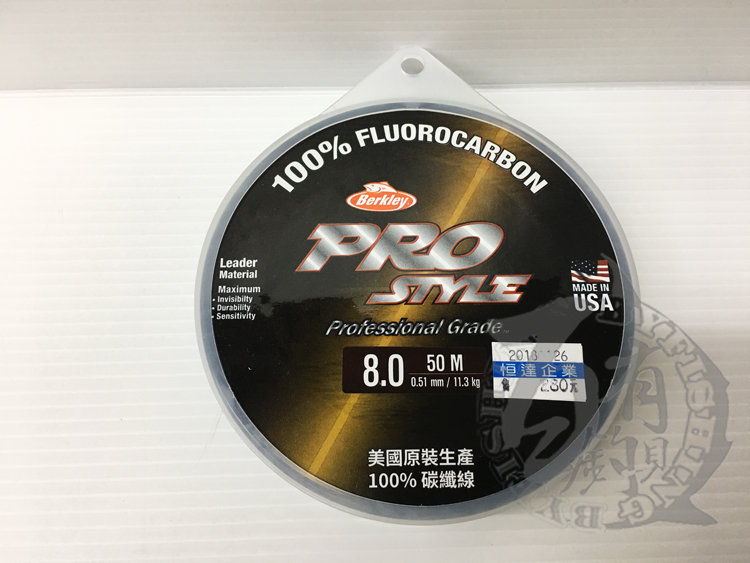 100% FLUOROCARBON
Berkley
PRO
STYLE
Professional Grade
Leader
Material
Maximum
• Invisibilty
• Durability
• Sensitivity
MADE IN
USA
8.0
50 M
0.51 mm / 11.3 kg
恒達企業
美國原裝生產
100% 碳纖線